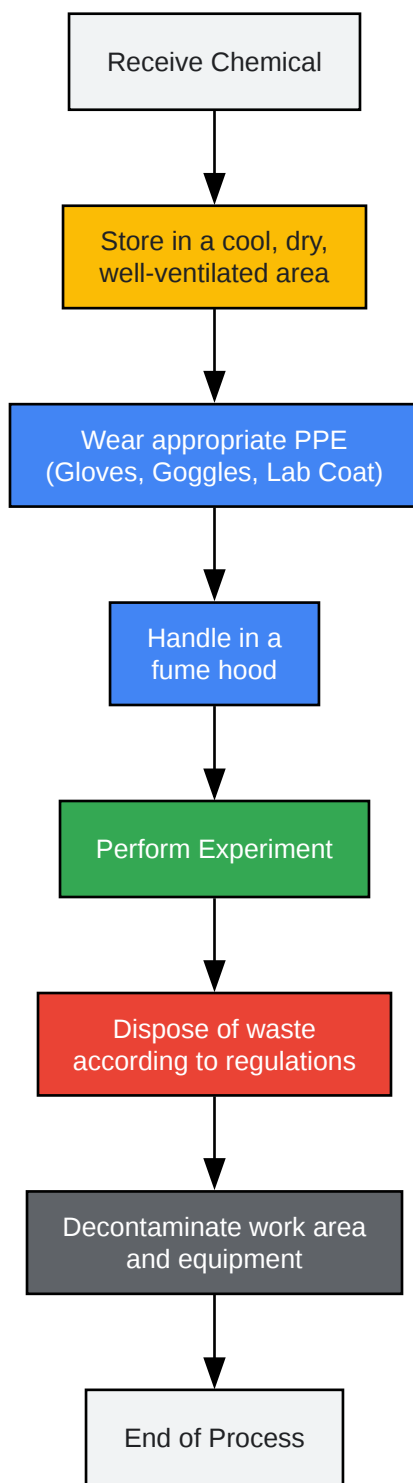 Receive Chemical
Store in a cool, dry,
well-ventilated area
Wear appropriate PPE
(Gloves, Goggles, Lab Coat)
Handle in a
fume hood
Perform Experiment
Dispose of waste
according to regulations
Decontaminate work area
and equipment
End of Process